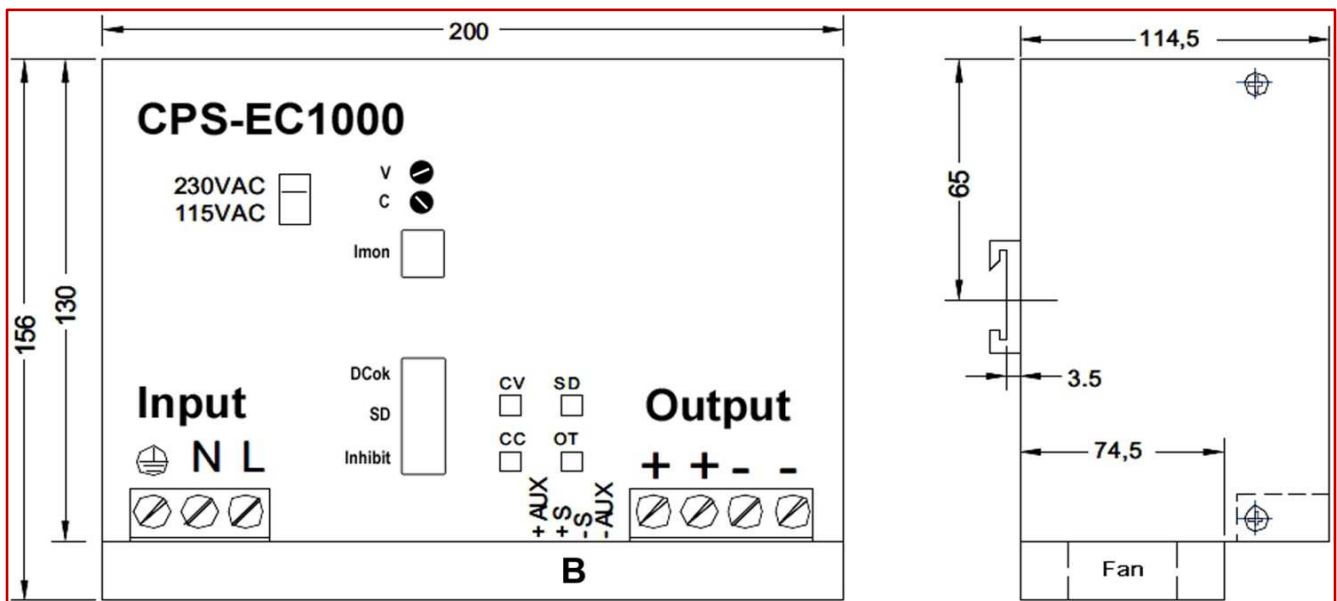 200
114,5
CPS-EC1000
V
C
230VAC
115VAC
Imon
65
156
130
3.5
DCok
SD
Inhibit
CV SD
CC OT
Input
N L
Output
+ + - -
74,5
+ AUX
+ S
- S
- AUX
B
Fan